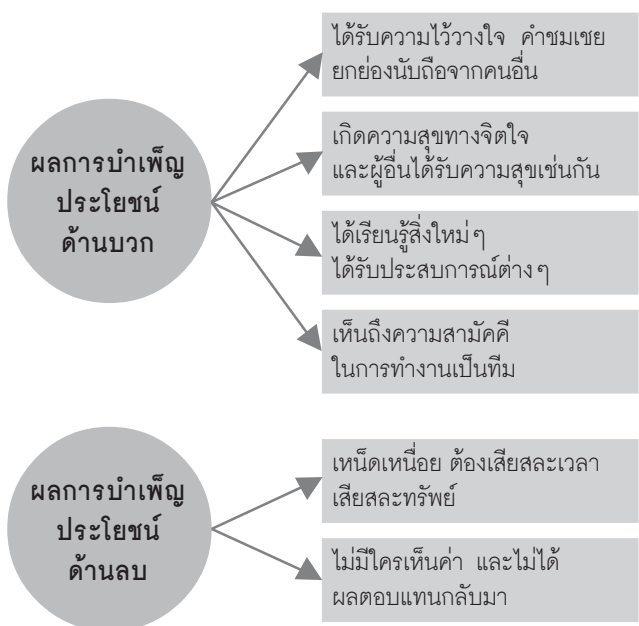 ผลการบำเพ็ญ
ประโยชน์
ด้านบวก
ได้รับความไว้วางใจ คำชมเชย
ยกย่องนับถือจากคนอื่น
เกิดความสุขทางจิตใจ
และผู้อื่นได้รับความสุขเช่นกัน
ได้เรียนรู้สิ่งใหม่ๆ
ได้รับประสบการณ์ต่างๆ
เห็นถึงความสามัคคี
ในการทำงานเป็นทีม
ผลการบำเพ็ญ
ประโยชน์
ด้านลบ
เหน็ดเหนื่อย ต้องเสียสละเวลา
เสียสละทรัพย์
ไม่มีใครเห็นค่า และไม่ได้
ผลตอบแทนกลับมา